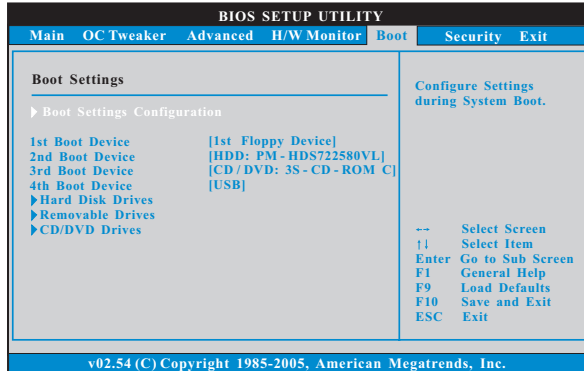 BIOS SETUP UTILITY
Main OC Tweaker Advanced H/W Monitor Boot Security Exit
Boot Settings
Boot Settings Configuration
1st Boot Device [1st Floppy Device]
2nd Boot Device [HDD: PM - HDS722580VL]
3rd Boot Device [CD / DVD: 3S - CD - ROM C]
4th Boot Device [USB]
Hard Disk Drives
Removable Drives
CD/DVD Drives
Configure Settings
during System Boot.
←→ Select Screen
↑↓ Select Item
Enter Go to Sub Screen
F1 General Help
F9 Load Defaults
F10 Save and Exit
ESC Exit
v02.54 (C) Copyright 1985-2005, American Megatrends, Inc.